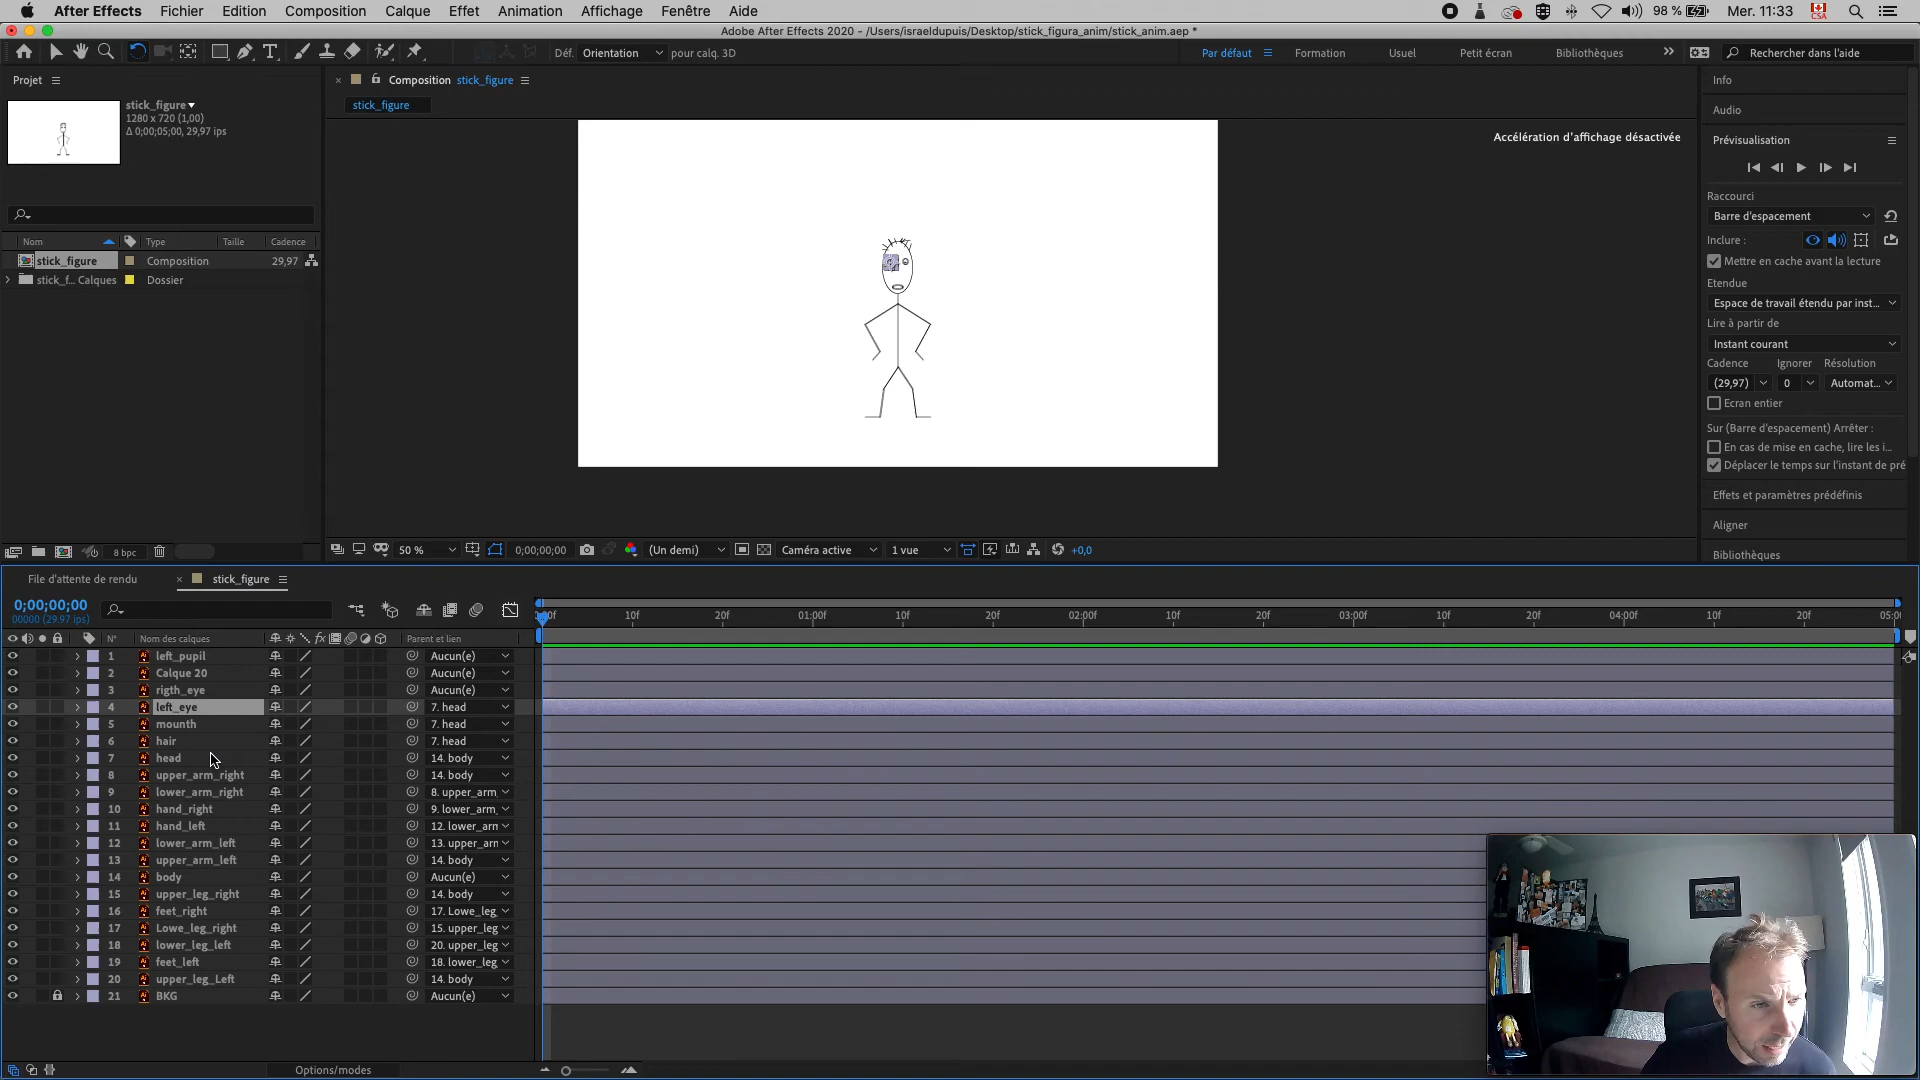 After Effects Fichier Edition Composition Calque Effet Animation Affichage Fenêtre Aide 98 % Mer. 11:33 CSA
Adobe After Effects 2020 - /Users/israeldupuis/Desktop/stick_figura_anim/stick_anim.aep *
Déf. Orientation pour calq. 3D Par défaut Formation Usuel Petit écran Bibliothèques Rechercher dans l'aide
Projet
stick_figure
1280 x 720 (1,00)
Δ 0;00;05;00, 29,97 ips
Nom Type Taille Cadence
stick_figure Composition 29,97
stick_f... Calques Dossier
8 bpc
Composition stick_figure
stick_figure
Accélération d'affichage désactivée
50 % 0;00;00;00 (Un demi) Caméra active 1 vue +0,0
Info
Audio
Prévisualisation
Raccourci
Barre d'espacement
Inclure :
Mettre en cache avant la lecture
Etendue
Espace de travail étendu par inst...
Lire à partir de
Instant courant
Cadence Ignorer Résolution
(29,97) 0 Automat...
Ecran entier
Sur (Barre d'espacement) Arrêter :
En cas de mise en cache, lire les i...
Déplacer le temps sur l'instant de pré
Effets et paramètres prédéfinis
Aligner
Bibliothèques
File d'attente de rendu stick_figure
0;00;00;00
00000 (29.97 ips)
N° Nom des calques Parent et lien
:00f 10f 20f 01:00f 10f 20f 02:00f 10f 20f 03:00f 10f 20f 04:00f 10f 20f 05:00
1 left_pupil Aucun(e)
2 Calque 20 Aucun(e)
3 rigth_eye Aucun(e)
4 left_eye 7. head
5 mounth 7. head
6 hair 7. head
7 head 14. body
8 upper_arm_right 14. body
9 lower_arm_right 8. upper_arm_
10 hand_right 9. lower_arm_
11 hand_left 12. lower_arm
12 lower_arm_left 13. upper_arm
13 upper_arm_left 14. body
14 body Aucun(e)
15 upper_leg_right 14. body
16 feet_right 17. Lowe_leg_
17 Lowe_leg_right 15. upper_leg
18 lower_leg_left 20. upper_leg
19 feet_left 18. lower_leg_
20 upper_leg_Left 14. body
21 BKG Aucun(e)
Options/modes